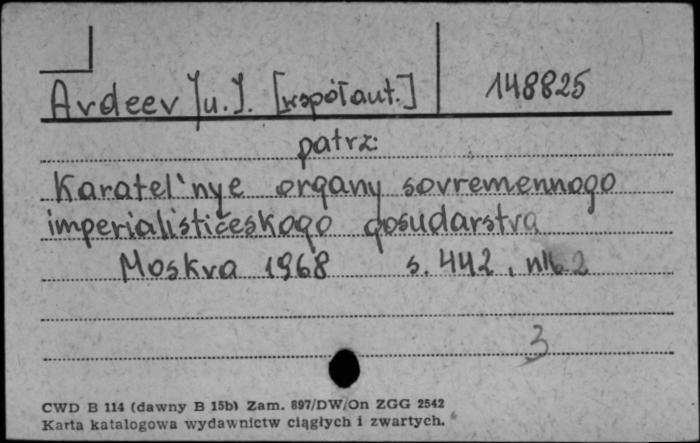 Avdeev Ju. J. [współaut.] 148825
patrz:
Karatel'nye organy sovremennogo
imperialističeskogo gosudarstva
Moskva 1968 s. 442, nlb. 2
3
CWD B 114 (dawny B 15b) Zam. 897/DW/On ZGG 2542
Karta katalogowa wydawnictw ciągłych i zwartych.